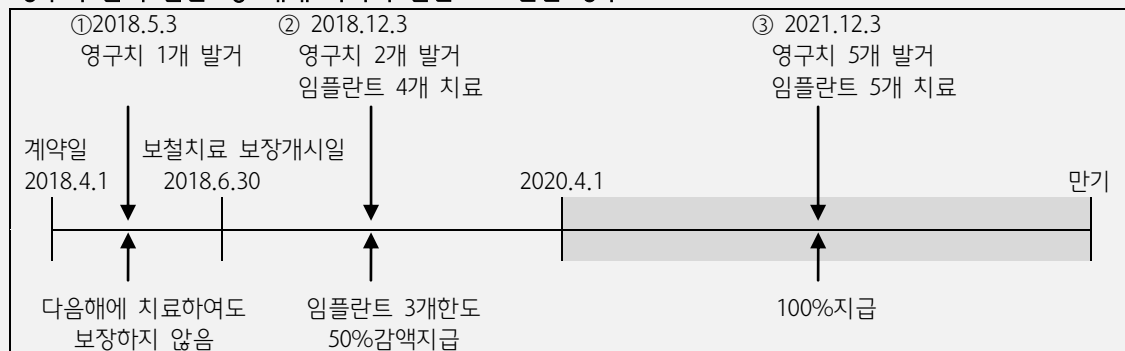 ①2018.5.3
영구치 1개 발거
② 2018.12.3
영구치 2개 발거
임플란트 4개 치료
③ 2021.12.3
영구치 5개 발거
임플란트 5개 치료
계약일
2018.4.1
보철치료 보장개시일
2018.6.30
2020.4.1
만기
다음해에 치료하여도
보장하지 않음
임플란트 3개한도
50%감액지급
100%지급